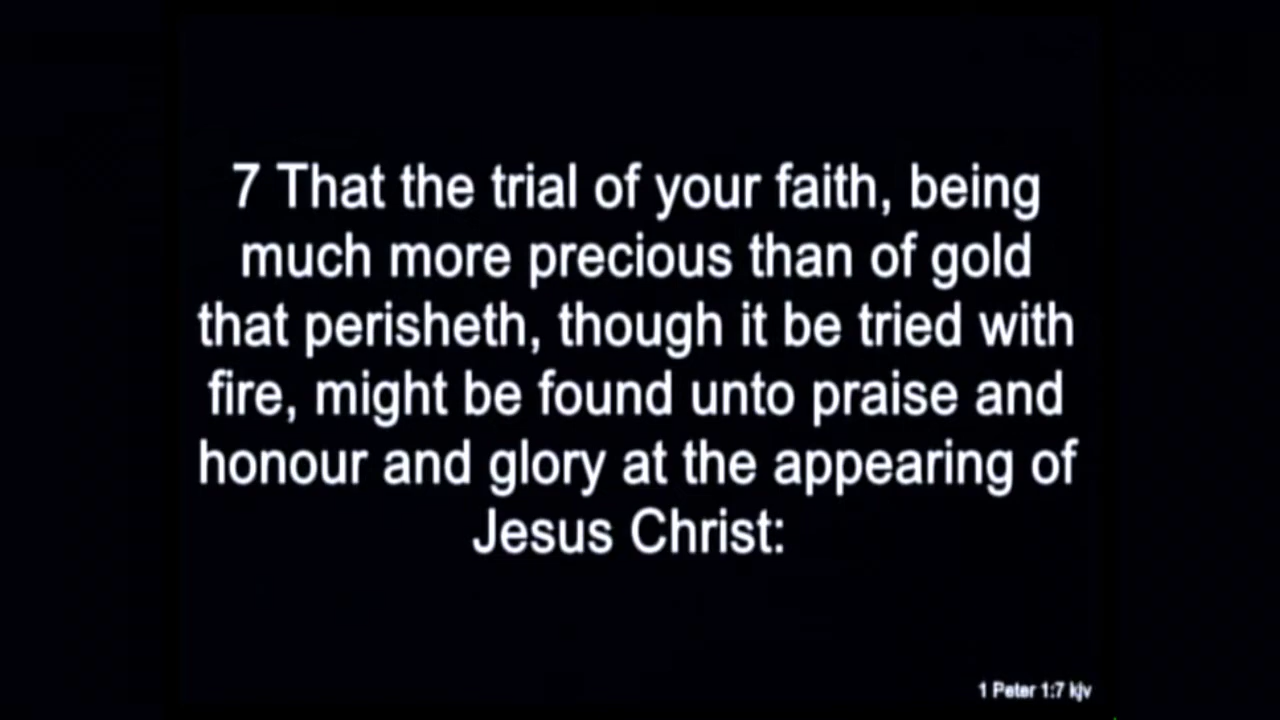 7 That the trial of your faith, being
much more precious than of gold
that perisheth, though it be tried with
fire, might be found unto praise and
honour and glory at the appearing of
Jesus Christ:
1 Peter 1:7 kjv